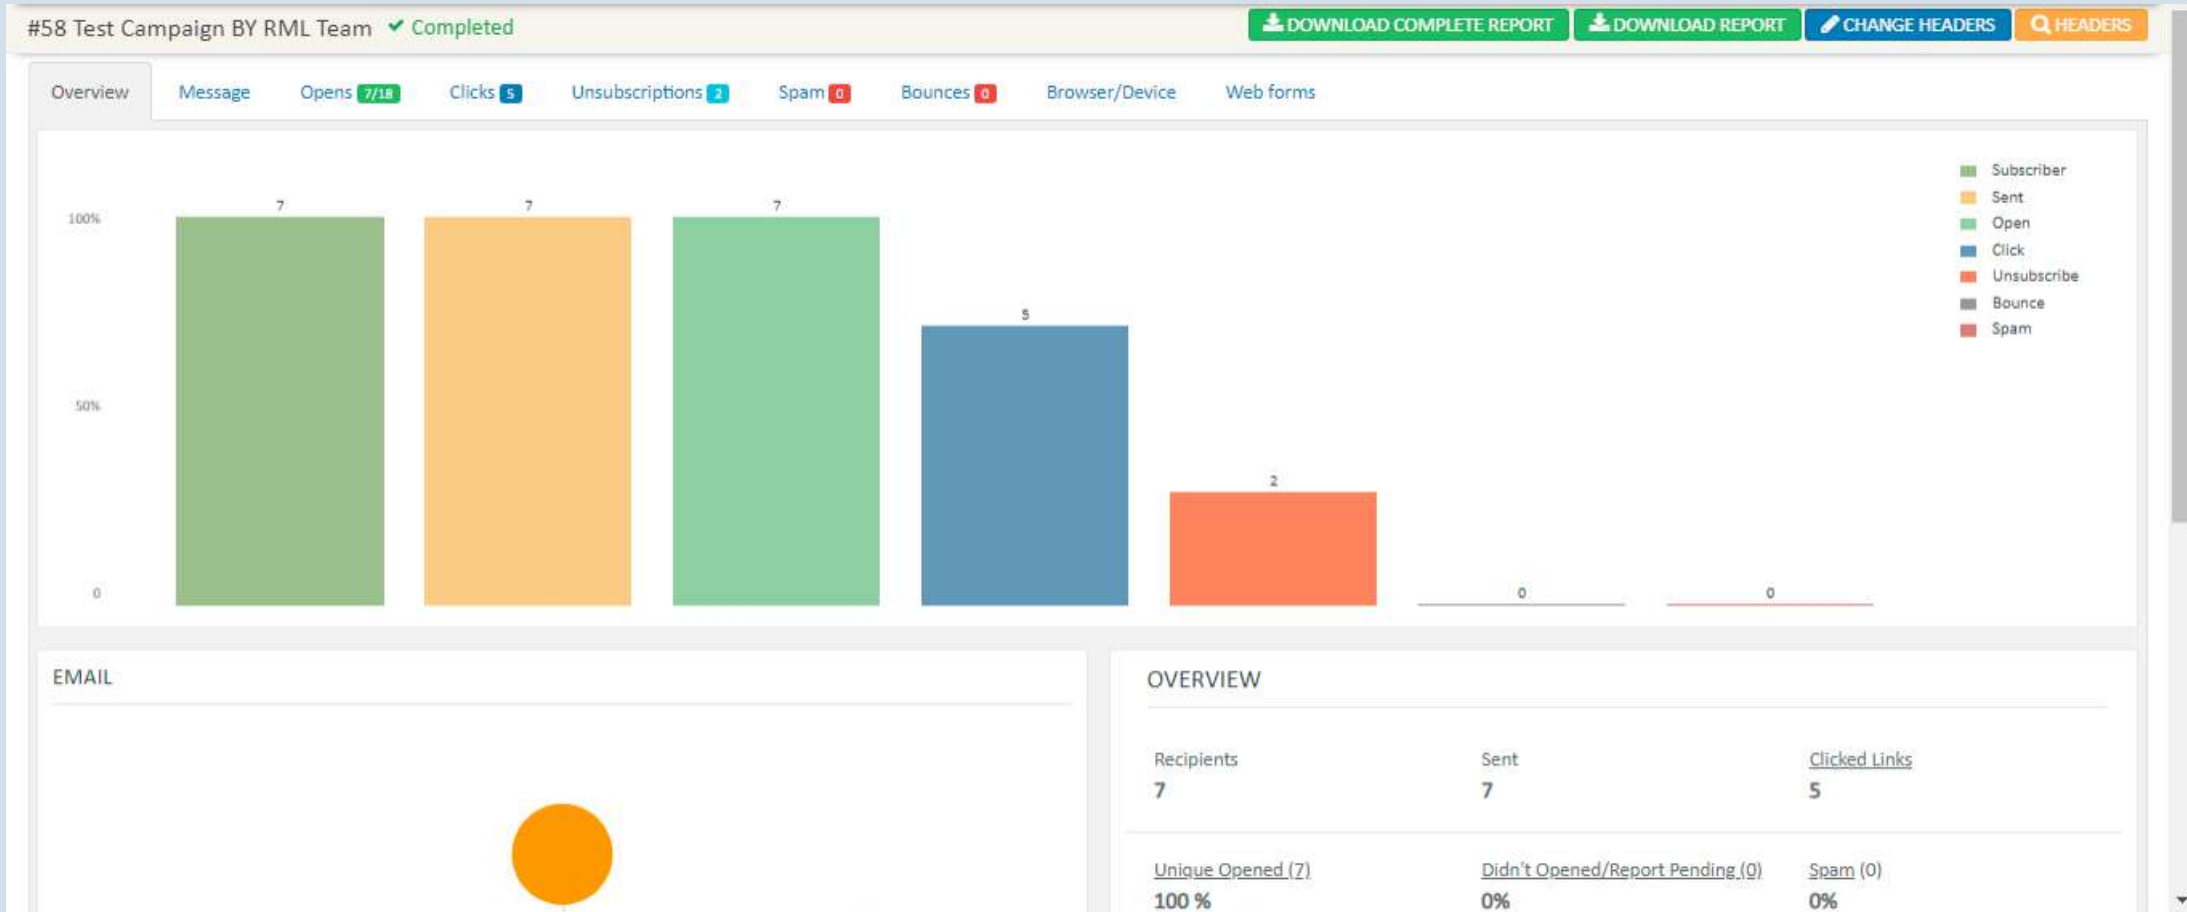 #58 Test Campaign BY RML Team ✔ Completed
DOWNLOAD COMPLETE REPORT
DOWNLOAD REPORT
CHANGE HEADERS
HEADERS
Overview
Message
Opens 7/18
Clicks 5
Unsubscriptions 2
Spam 0
Bounces 0
Browser/Device
Web forms
100%
50%
0
7
7
7
5
2
0
0
Subscriber
Sent
Open
Click
Unsubscribe
Bounce
Spam
EMAIL
OVERVIEW
Recipients
7
Sent
7
Clicked Links
5
Unique Opened (7)
100 %
Didn't Opened/Report Pending (0)
0%
Spam (0)
0%